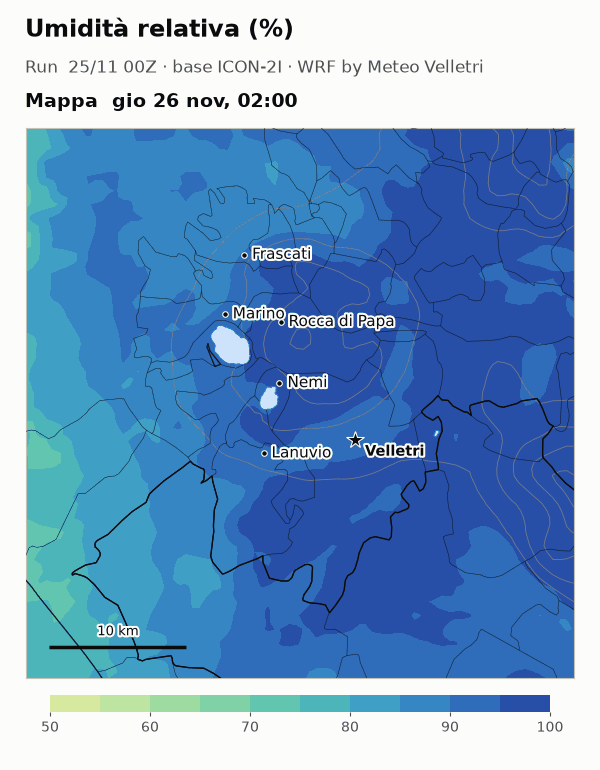 Umidità relativa (%)
Run  25/11 00Z · base ICON-2I · WRF by Meteo Velletri
Mappa  gio 26 nov, 02:00
Frascati
Marino
Rocca di Papa
Nemi
Velletri
Lanuvio
10 km
50 60 70 80 90 100